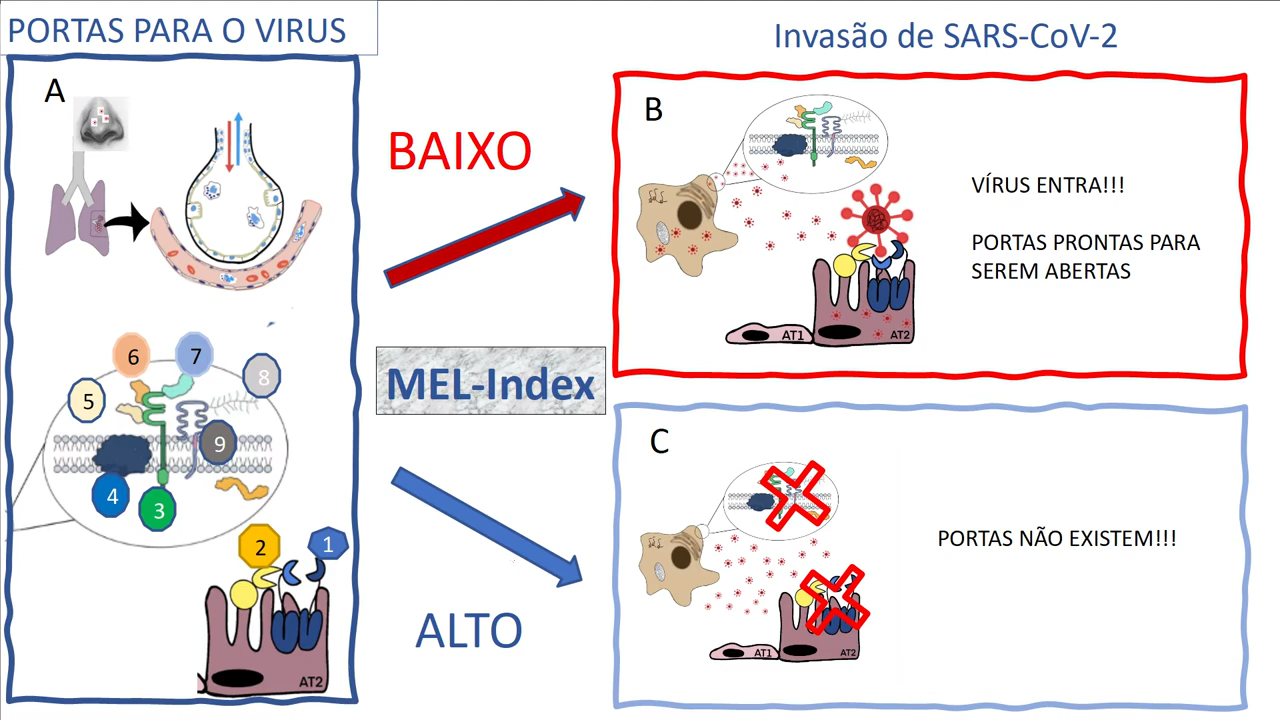 PORTAS PARA O VIRUS
A
6
7
8
5
9
4
3
2
1
AT2
BAIXO
MEL-Index
ALTO
Invasão de SARS-CoV-2
B
VÍRUS ENTRA!!!
PORTAS PRONTAS PARA
SEREM ABERTAS
AT1
AT2
C
PORTAS NÃO EXISTEM!!!
AT1
AT2